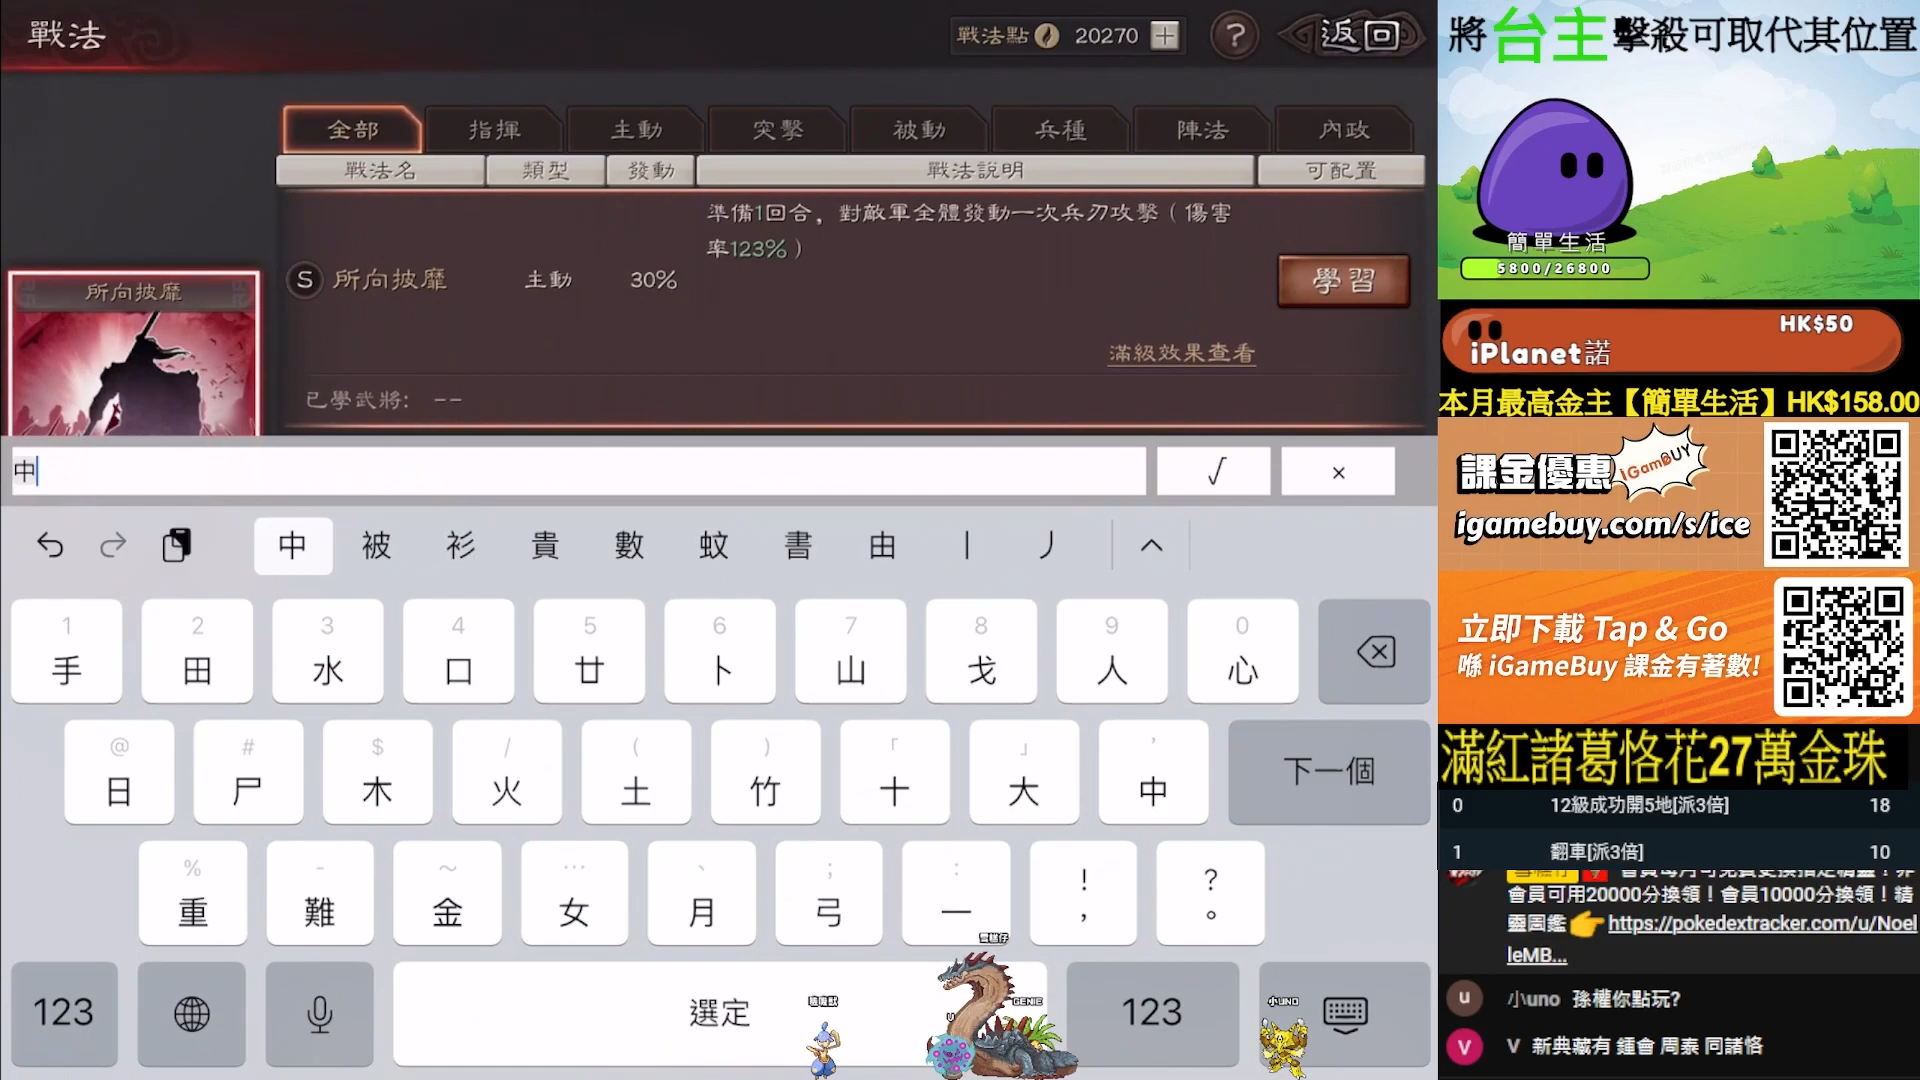 戰法
戰法點 20270 +
?
返回
全部 指揮 主動 突擊 被動 兵種 陣法 內政
戰法名 類型 發動 戰法說明 可配置
準備1回合，對敵軍全體發動一次兵刃攻擊（傷害
率123%）
S 所向披靡 主動 30%
學習
滿級效果查看
已學武將： --
所向披靡
中
√ ×
中 被 衫 貴 數 蚊 書 由 丨 丿
1 2 3 4 5 6 7 8 9 0
手 田 水 口 廿 卜 山 戈 人 心
@ # $ / ( ) 「 」 ’
日 尸 木 火 土 竹 十 大 中 下一個
% - ～ … 、 ; : ! ?
重 難 金 女 月 弓 一 , 。
123 選定 123
雪糕仔
GENIE
U
小UNO
將台主擊殺可取代其位置
簡單生活
5800/26800
HK$50
iPlanet諾
本月最高金主【簡單生活】HK$158.00
課金優惠 iGamBUY
igamebuy.com/s/ice
立即下載 Tap & Go
喺 iGameBuy 課金有著數!
滿紅諸葛恪花27萬金珠
0 12級成功開5地[派3倍] 18
1 翻車[派3倍] 10
會員可用20000分換領！會員10000分換領！精
靈圖鑑👉https://pokedextracker.com/u/Noel
leMB...
u 小uno 孫權你點玩?
V V 新典藏有 鍾會 周泰 同諸恪